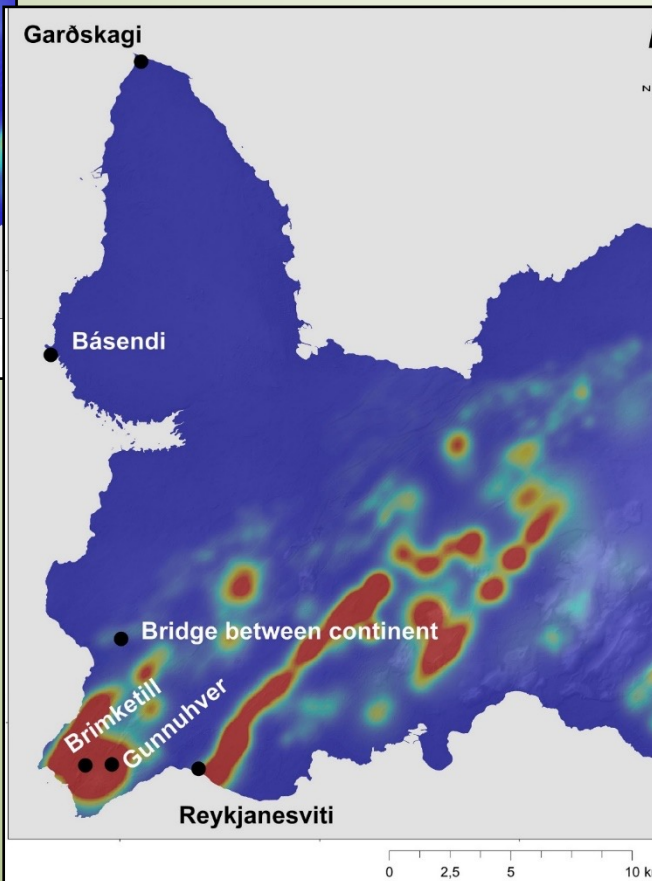 Garðskagi
N
Básendi
Bridge between continent
Brimketill
Gunnuhver
Reykjanesviti
0 2,5 5 10 k